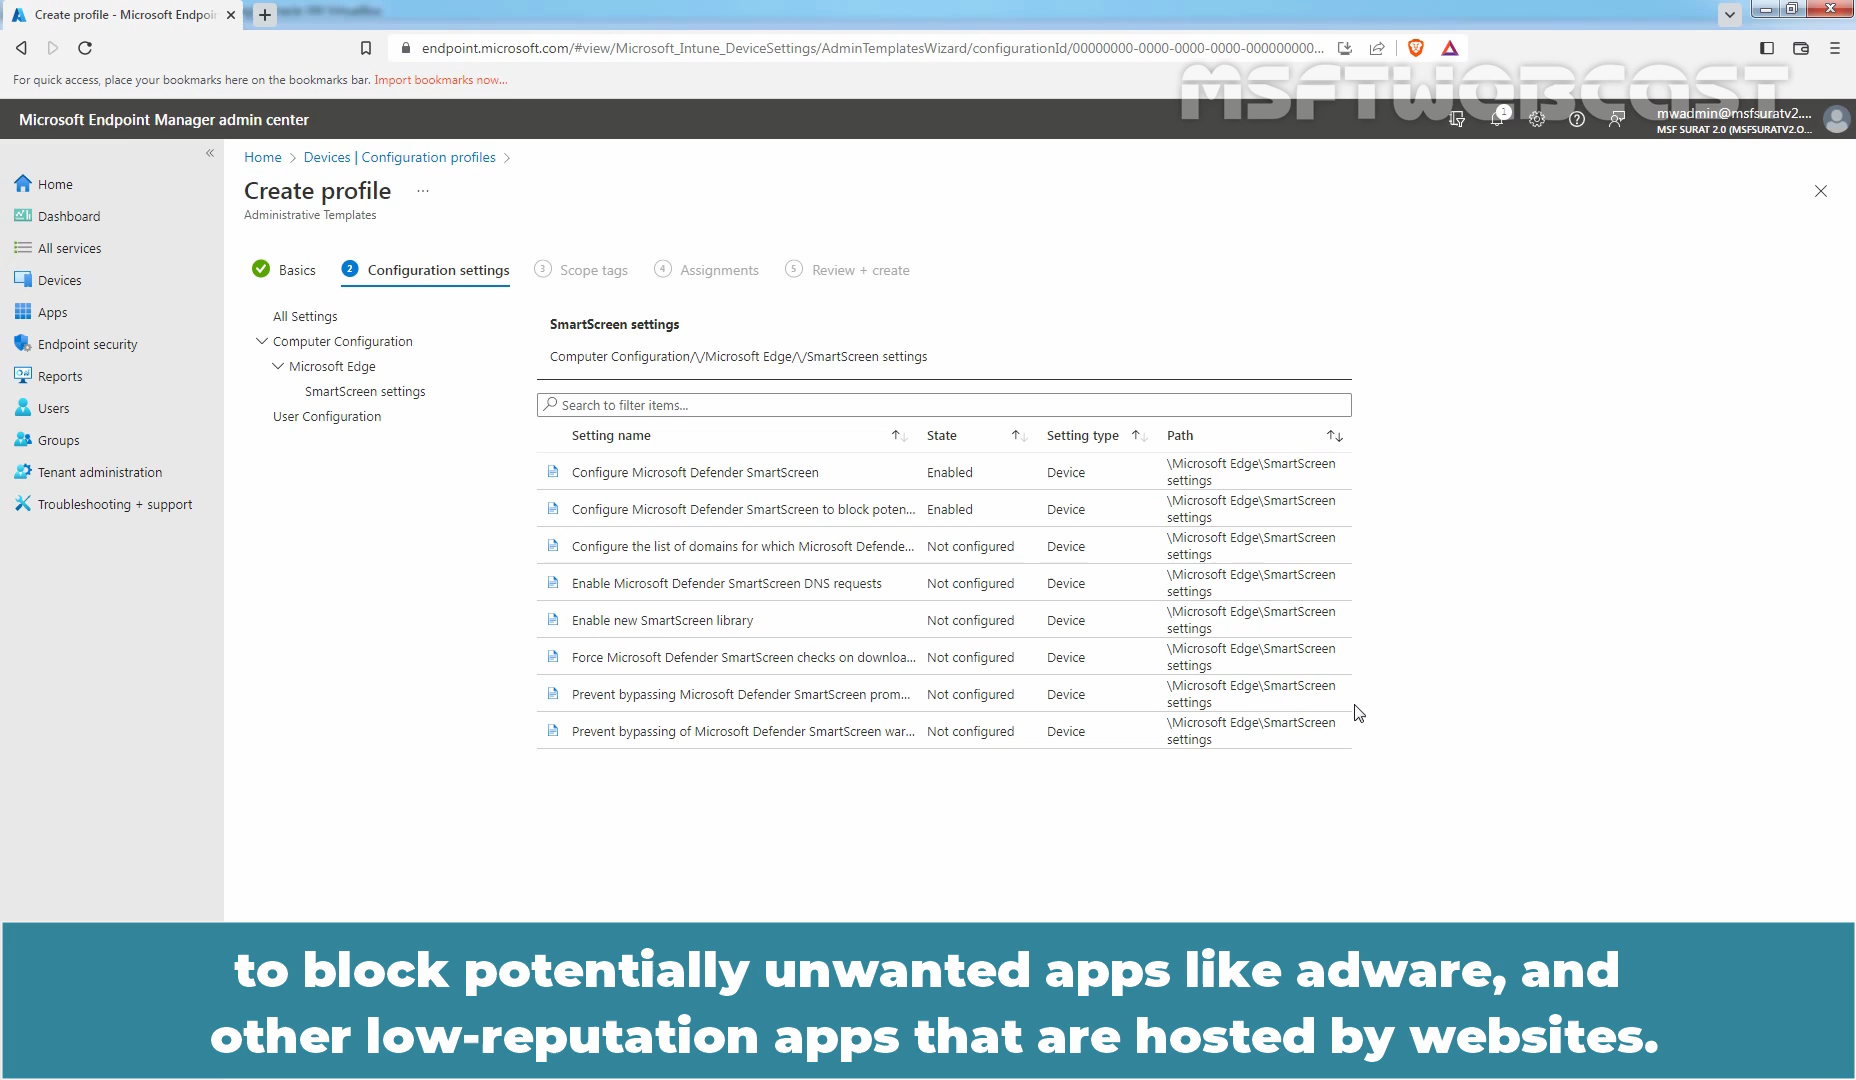 Create profile - Microsoft Endpoin
endpoint.microsoft.com/#view/Microsoft_Intune_DeviceSettings/AdminTemplatesWizard/configurationId/00000000-0000-0000-0000-000000000...
For quick access, place your bookmarks here on the bookmarks bar. Import bookmarks now...
MSFTWEBCAST
Microsoft Endpoint Manager admin center
1
mwadmin@msfsuratv2....
MSF SURAT 2.0 (MSFSURATV2.O...
Home > Devices | Configuration profiles >
Create profile ...
Administrative Templates
Home
Dashboard
All services
Devices
Apps
Endpoint security
Reports
Users
Groups
Tenant administration
Troubleshooting + support
Basics
2 Configuration settings
3 Scope tags
4 Assignments
5 Review + create
All Settings
Computer Configuration
Microsoft Edge
SmartScreen settings
User Configuration
SmartScreen settings
Computer Configuration/\/Microsoft Edge/\/SmartScreen settings
Search to filter items...
Setting name State Setting type Path
Configure Microsoft Defender SmartScreen Enabled Device \Microsoft Edge\SmartScreen
settings
Configure Microsoft Defender SmartScreen to block poten... Enabled Device \Microsoft Edge\SmartScreen
settings
Configure the list of domains for which Microsoft Defende... Not configured Device \Microsoft Edge\SmartScreen
settings
Enable Microsoft Defender SmartScreen DNS requests Not configured Device \Microsoft Edge\SmartScreen
settings
Enable new SmartScreen library Not configured Device \Microsoft Edge\SmartScreen
settings
Force Microsoft Defender SmartScreen checks on downloa... Not configured Device \Microsoft Edge\SmartScreen
settings
Prevent bypassing Microsoft Defender SmartScreen prom... Not configured Device \Microsoft Edge\SmartScreen
settings
Prevent bypassing of Microsoft Defender SmartScreen war... Not configured Device \Microsoft Edge\SmartScreen
settings
to block potentially unwanted apps like adware, and
other low-reputation apps that are hosted by websites.